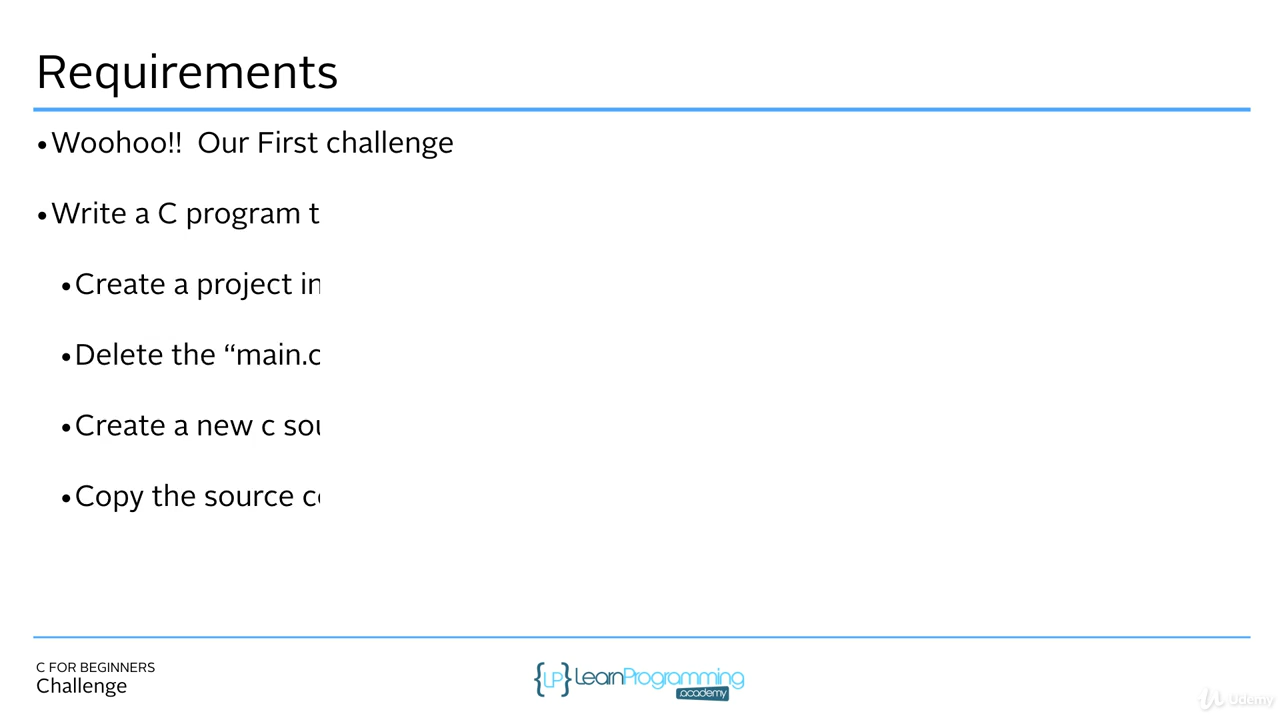 Requirements
•Woohoo!! Our First challenge
•Write a C program t
•Create a project in
•Delete the “main.c
•Create a new c sou
•Copy the source c
C FOR BEGINNERS
Challenge
{LP} LearnProgramming
.academy
Udemy